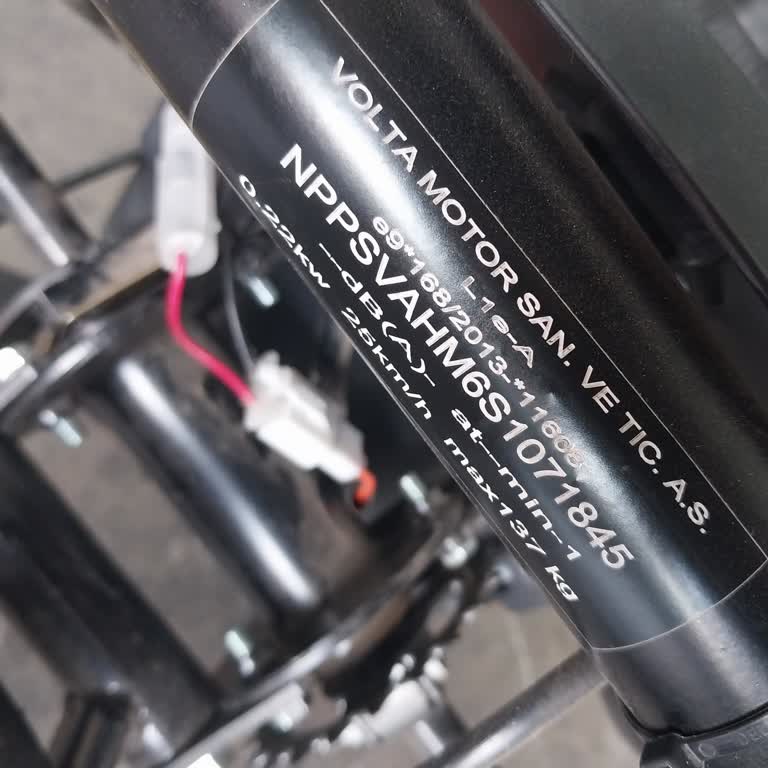 VOLTA MOTOR SAN. VE TIC. A.S.
L1e-A
e9*168/2013-*11608*
NPPSVAHM6S1071845
--dB(A)- at--min-1
0.22kw 25km/h max137 kg